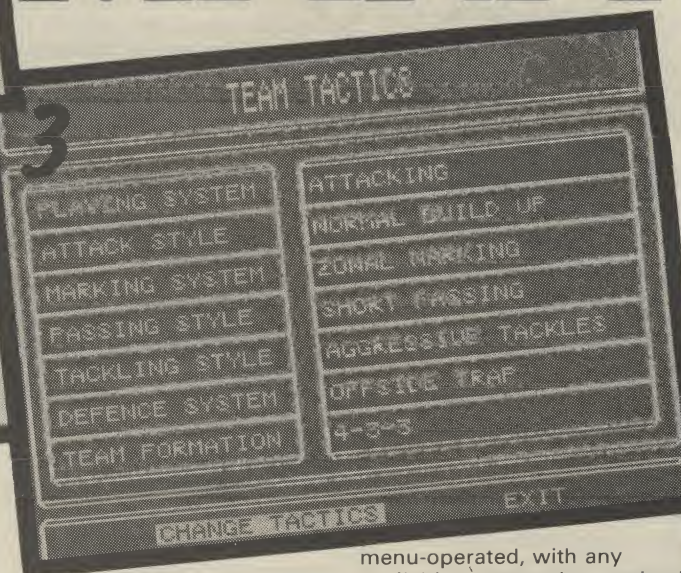 3
TEAM TACTICS
PLAYING SYSTEM ATTACKING
ATTACK STYLE NORMAL BUILD UP
MARKING SYSTEM ZONAL MARKING
PASSING STYLE SHORT PASSING
TACKLING STYLE AGGRESSIVE TACKLES
DEFENCE SYSTEM OFFSIDE TRAP
TEAM FORMATION 4-3-3
CHANGE TACTICS EXIT
menu-operated, with any